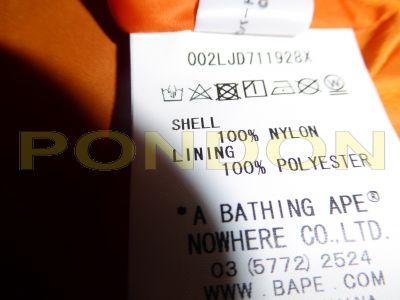 002LJD711928X
SHELL
100% NYLON
LINING
100% POLYESTER
PONDON
"A BATHING APE®
NOWHERE CO.,LTD.
03 (5772) 2524
WWW.BAPE.COM